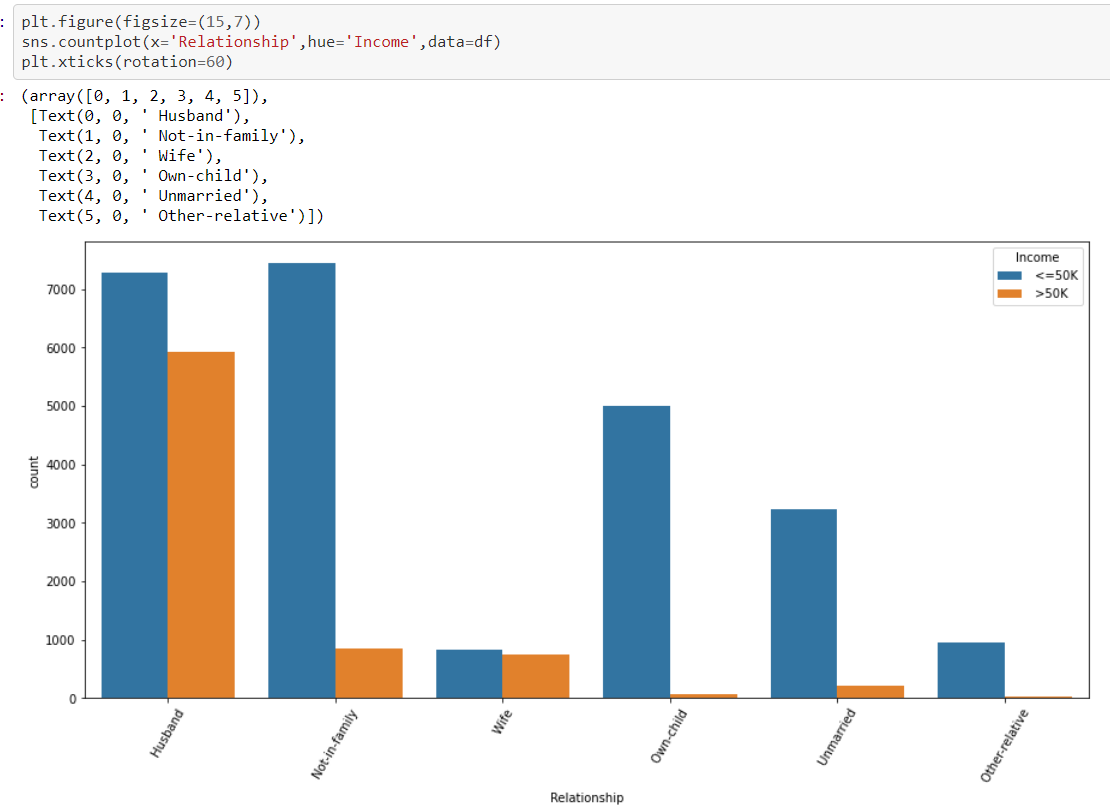 : plt.figure(figsize=(15,7))
sns.countplot(x='Relationship',hue='Income',data=df)
plt.xticks(rotation=60)
: (array([0, 1, 2, 3, 4, 5]),
[Text(0, 0, ' Husband'),
Text(1, 0, ' Not-in-family'),
Text(2, 0, ' Wife'),
Text(3, 0, ' Own-child'),
Text(4, 0, ' Unmarried'),
Text(5, 0, ' Other-relative')])
Income
<=50K
>50K
7000
6000
5000
4000
3000
2000
1000
0
count
Husband
Not-in-family
Wife
Own-child
Unmarried
Other-relative
Relationship